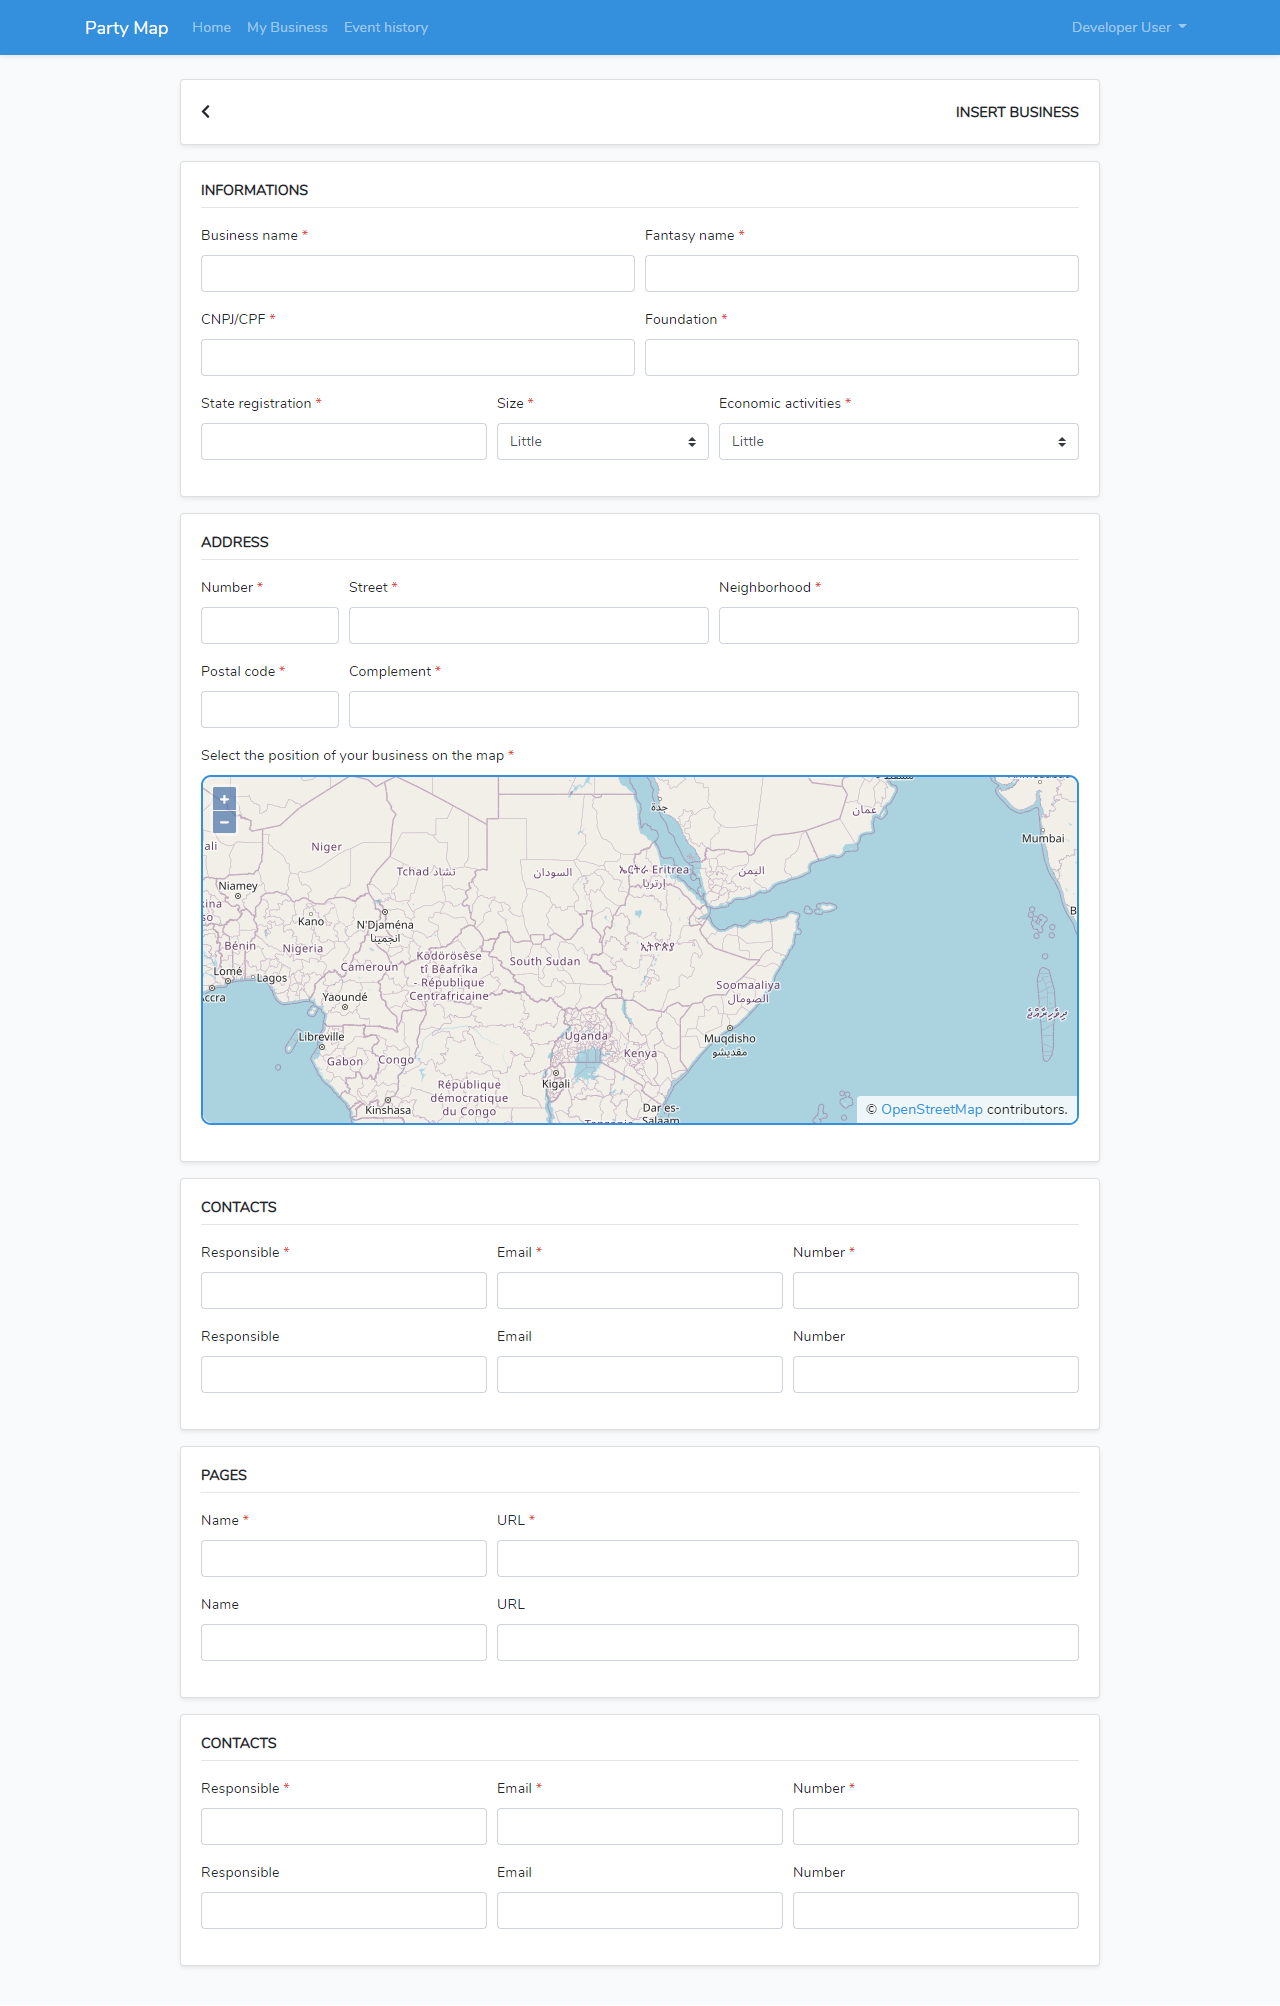 Party Map Home My Business Event history Developer User
INSERT BUSINESS
INFORMATIONS
Business name * Fantasy name *
CNPJ/CPF * Foundation *
State registration * Size * Economic activities *
Little Little
ADDRESS
Number * Street * Neighborhood *
Postal code * Complement *
Select the position of your business on the map *
+
−
جدة
عمان
Mumbai
ali
Niger
Tchad تشاد
السودان
ኤርትራ Eritrea
إرتريا
اليمن
Niamey
Kano
N'Djaména
انجمينا
Bénin
Nigeria
Cameroun
Ködörösêse
tî Bêafrîka
- République
Centrafricaine
South Sudan
ኢትዮጵያ
Lomé
Lagos
Accra
Yaoundé
Soomaaliya
الصومال
Libreville
Gabon
Congo
Uganda
Kenya
Muqdisho
مقديشو
ދިވެހިރާއްޖެ
Kigali
République
démocratique
du Congo
Kinshasa
Dar es-
Salaam
© OpenStreetMap contributors.
CONTACTS
Responsible * Email * Number *
Responsible Email Number
PAGES
Name * URL *
Name URL
CONTACTS
Responsible * Email * Number *
Responsible Email Number